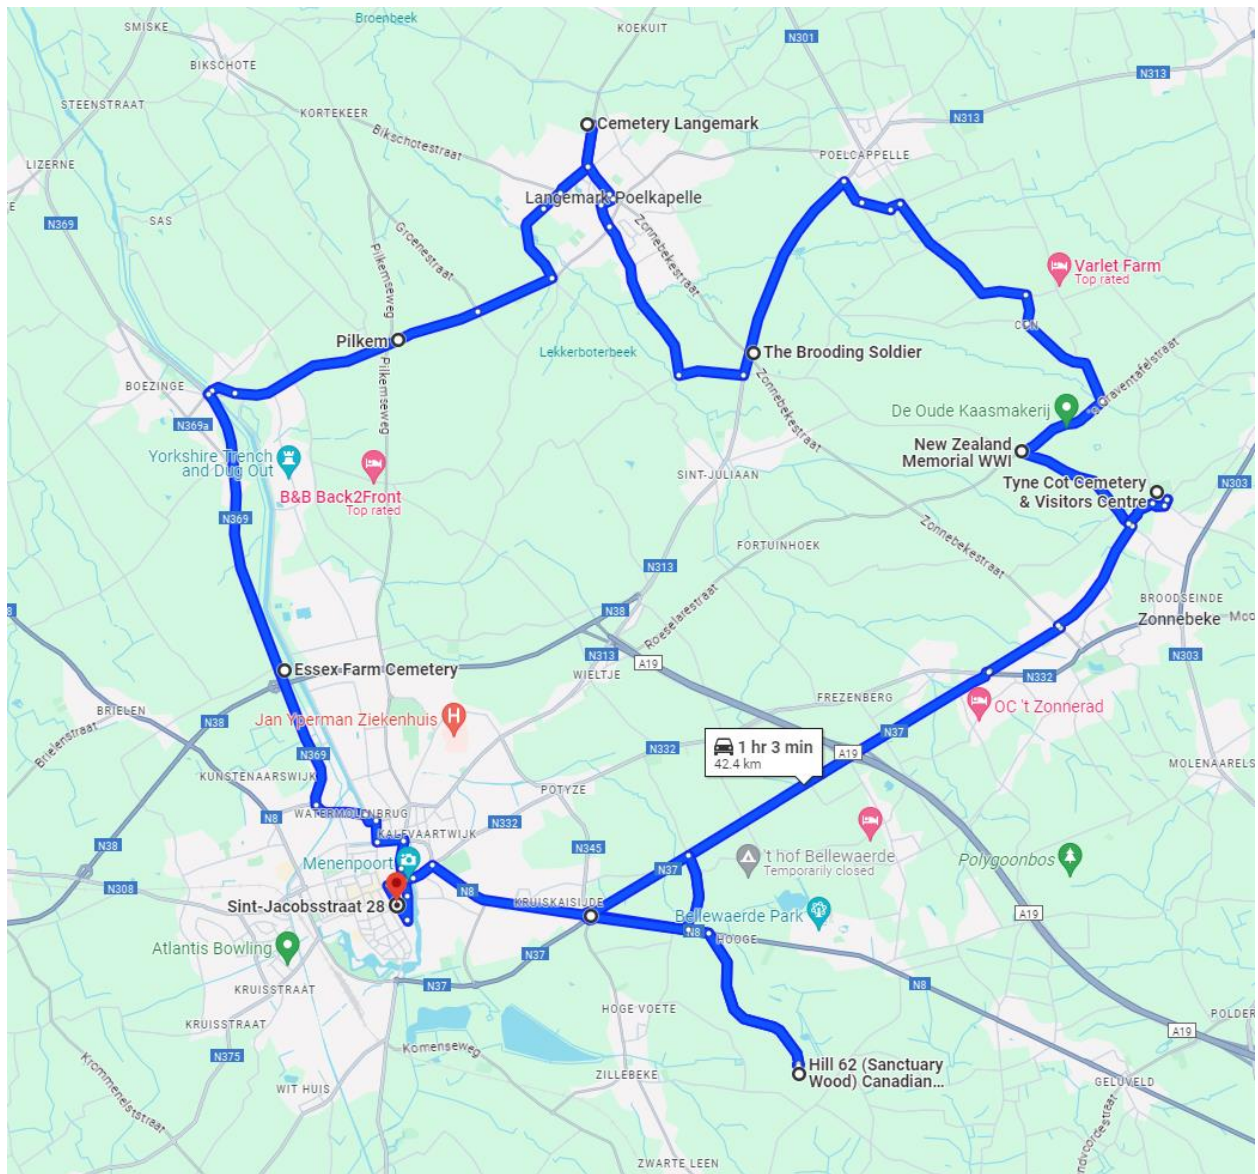 Broenbeek
KOEKUIT
SMISKE
N301
BIKSCHOTE
N313
STEENSTRAAT
KORTEKEER
Cemetery Langemark
N313
Bikschotestraat
POELCAPPELLE
LIZERNE
Langemark-Poelkapelle
SAS
N369
Groenestraat
Zonnebekestraat
Pilkemseweg
Varlet Farm
Top rated
Pilkem
Lekkerboterbeek
The Brooding Soldier
Pilkemseweg
BOEZINGE
's Graventafelstraat
Zonnebekestraat
De Oude Kaasmakerij
N369a
New Zealand
Memorial WWI
Yorkshire Trench
and Dug Out
SINT-JULIAAN
Tyne Cot Cemetery
& Visitors Centre
N303
B&B Back2Front
Top rated
N369
Zonnebekestraat
FORTUINHOEK
N313
Roeselarestraat
BROODSEINDE
N38
Zonnebeke
N313
A19
N303
Essex Farm Cemetery
WIELTJE
N332
FREZENBERG
BRIELEN
OC 't Zonnerad
Jan Yperman Ziekenhuis
N38
Brielenstraat
N37
1 hr 3 min
42.4 km
N332
A19
N369
MOLENAARELS
KUNSTENAARSWIJK
POTYZE
WATERMOLENBRUG
N8
N332
KALFVAARTWIJK
N345
N38
Menenpoort
't hof Bellewaerde
Temporarily closed
Polygoonbos
N37
N308
N8
Sint-Jacobsstraat 28
KRUISKAISIJDE
Bellewaerde Park
A19
N8
HOOGE
Atlantis Bowling
N37
N8
KRUISSTRAAT
N37
HOGE VOETE
POLDER
KRUISSTRAAT
A19
N375
Komenseweg
Hill 62 (Sanctuary
Wood) Canadian...
ZILLEBEKE
GELUVELD
WIT HUIS
Krommenelststraat
ZWARTE LEEN